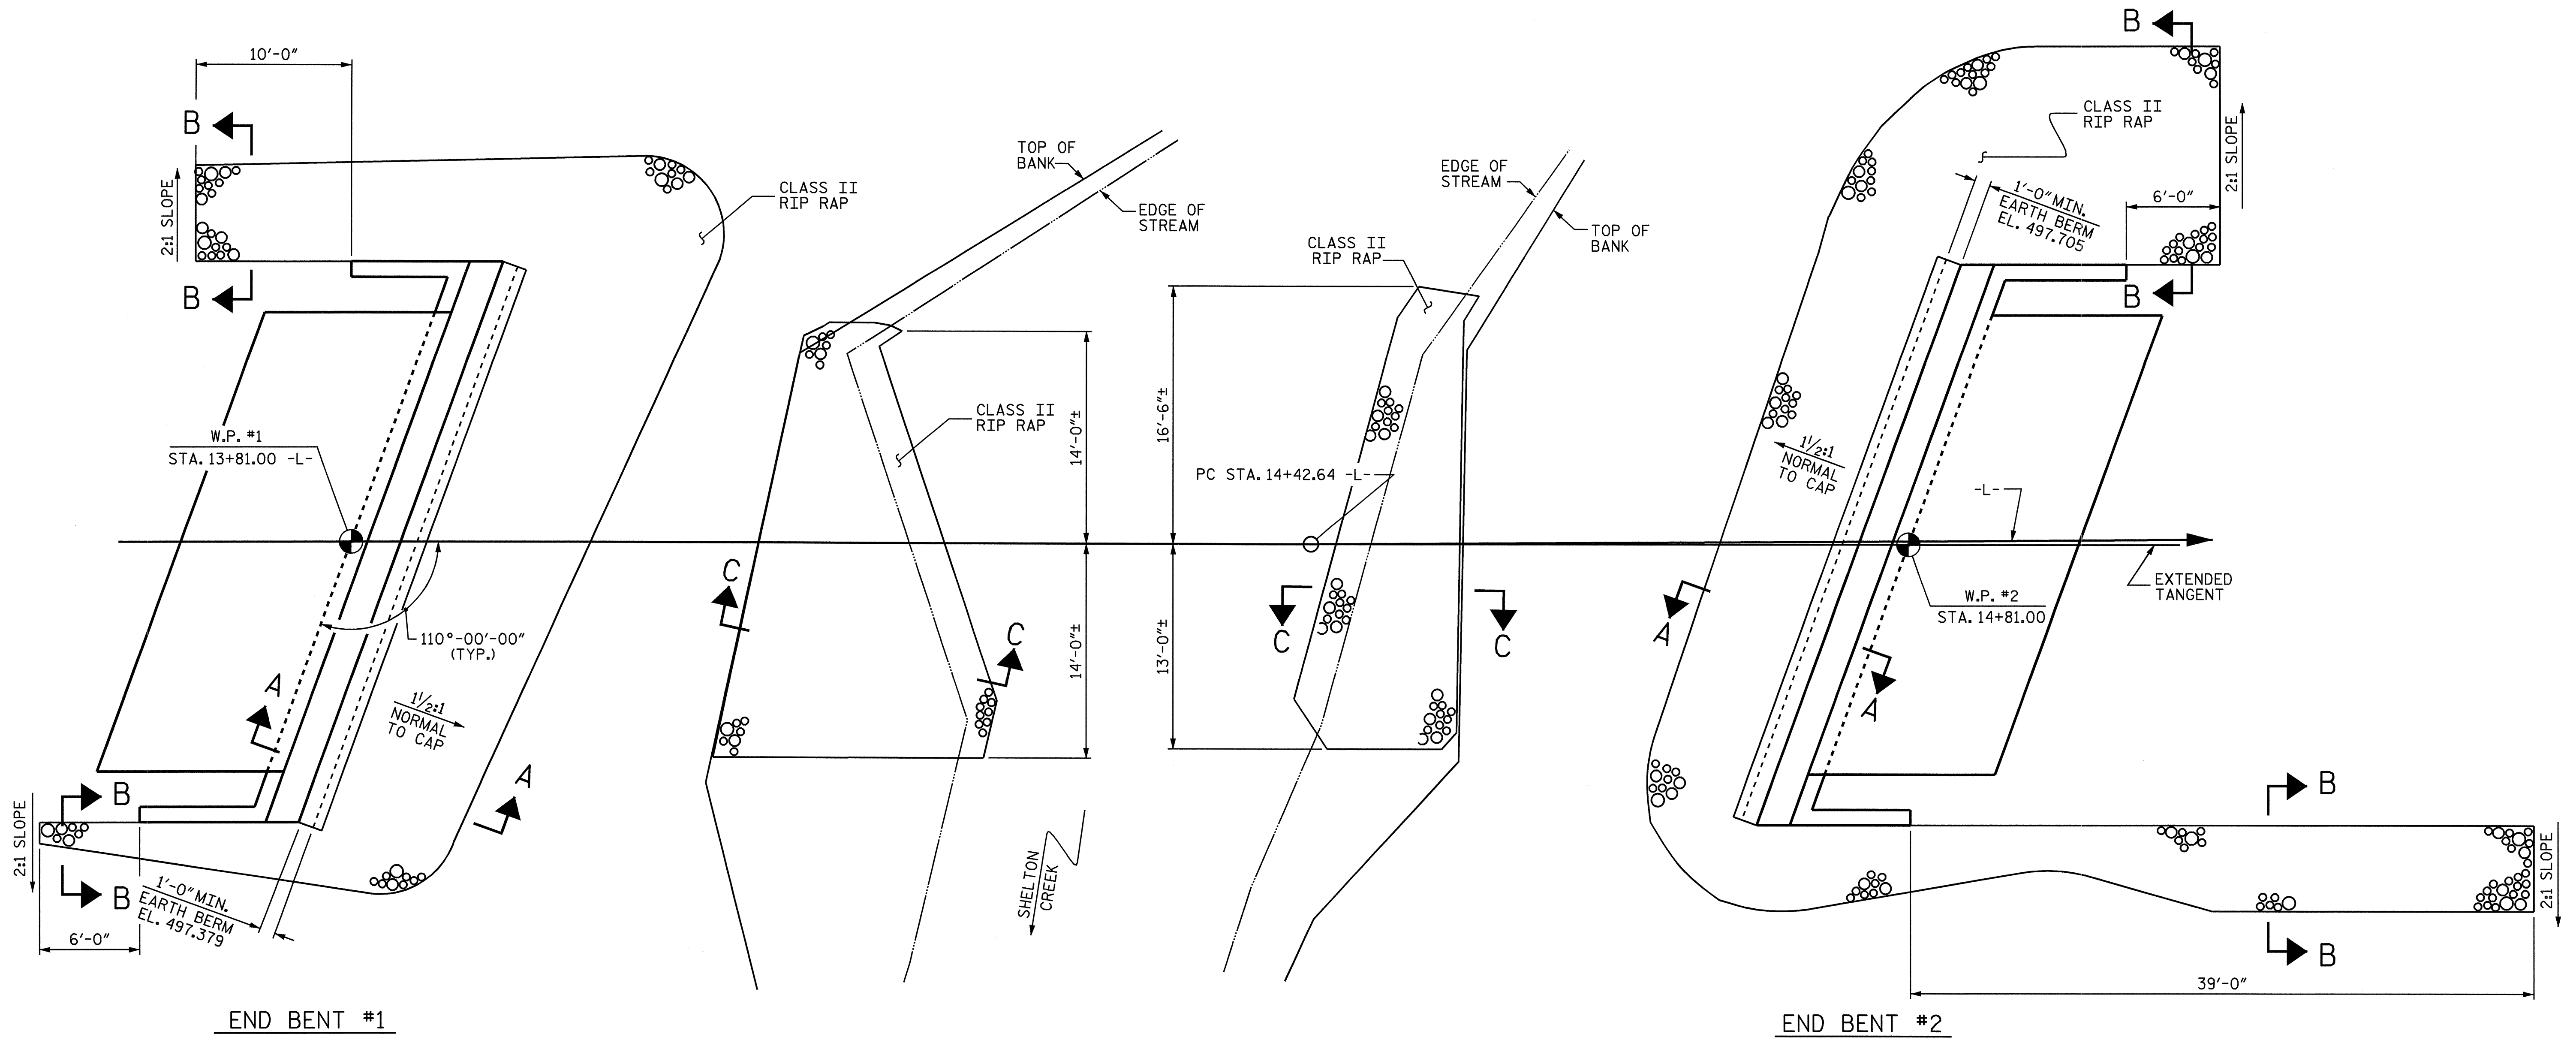 10'-0"
B
B
2:1 SLOPE
CLASS II
RIP RAP
W.P. #1
STA. 13+81.00 -L-
110°-00'-00"
(TYP.)
A
A
1½:1
NORMAL
TO CAP
B
B
2:1 SLOPE
1'-0" MIN.
EARTH BERM
EL. 497.379
6'-0"
END BENT #1
TOP OF
BANK
EDGE OF
STREAM
CLASS II
RIP RAP
14'-0"±
14'-0"±
C
C
SHELTON
CREEK
EDGE OF
STREAM
TOP OF
BANK
CLASS II
RIP RAP
16'-6"±
13'-0"±
PC STA. 14+42.64 -L-
C
C
B
CLASS II
RIP RAP
2:1 SLOPE
1'-0" MIN.
EARTH BERM
EL. 497.705
6'-0"
B
1½:1
NORMAL
TO CAP
-L-
EXTENDED
TANGENT
W.P. #2
STA. 14+81.00
A
A
B
B
2:1 SLOPE
39'-0"
END BENT #2